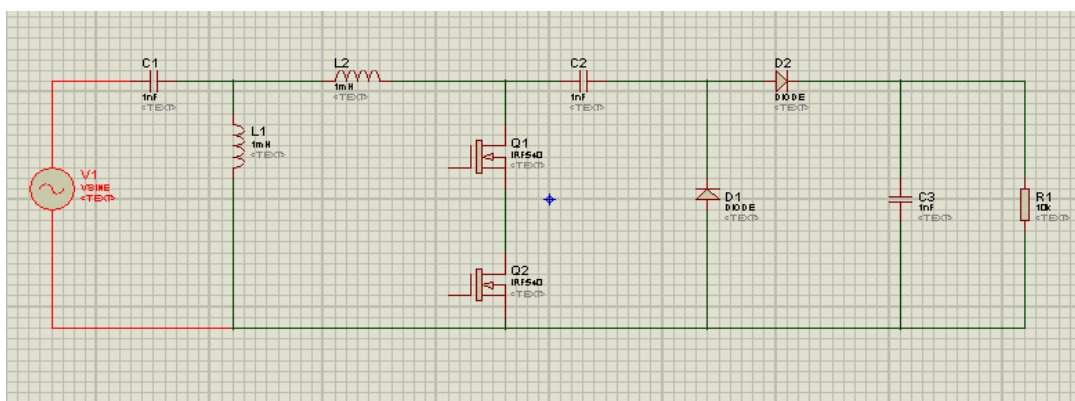 C1
1nF
<TEXT>
L2
1mH
<TEXT>
C2
1nF
<TEXT>
D2
DIODE
<TEXT>
L1
1mH
<TEXT>
Q1
IRF540
<TEXT>
V1
VSINE
<TEXT>
D1
DIODE
<TEXT>
C3
1nF
<TEXT>
R1
10k
<TEXT>
Q2
IRF540
<TEXT>